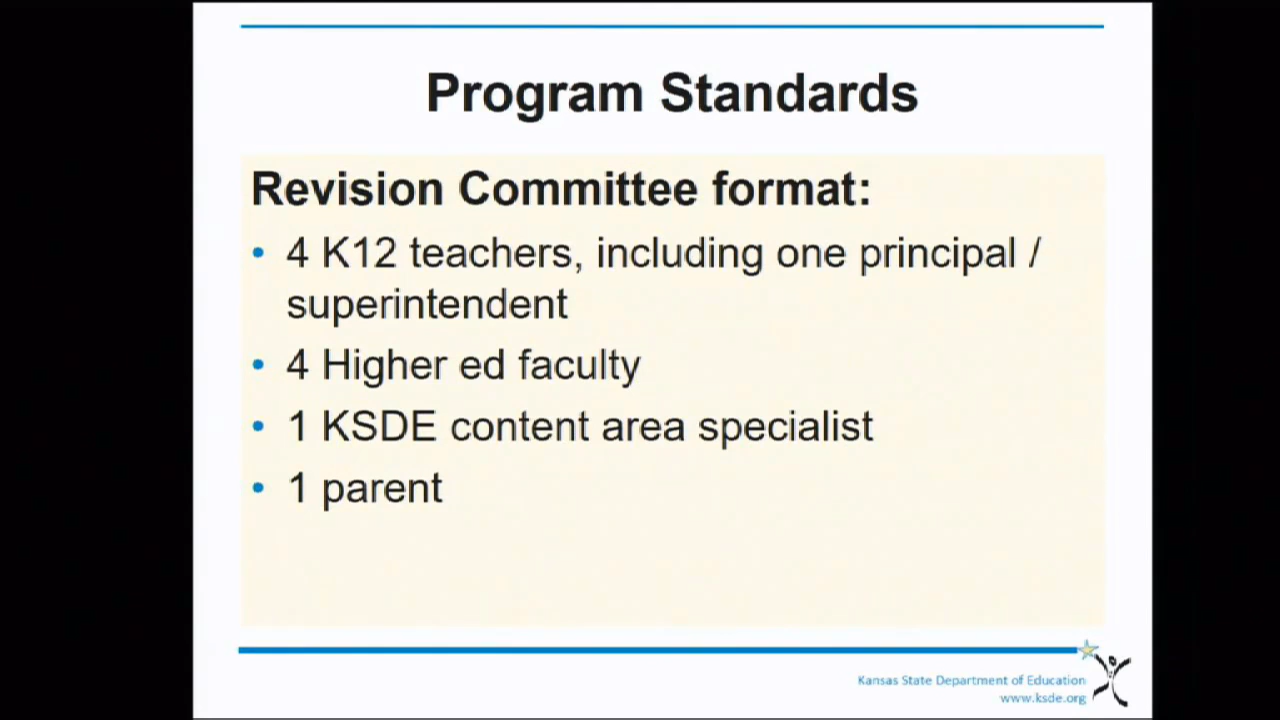 Program Standards
Revision Committee format:
• 4 K12 teachers, including one principal /
superintendent
• 4 Higher ed faculty
• 1 KSDE content area specialist
• 1 parent
Kansas State Department of Education
www.ksde.org